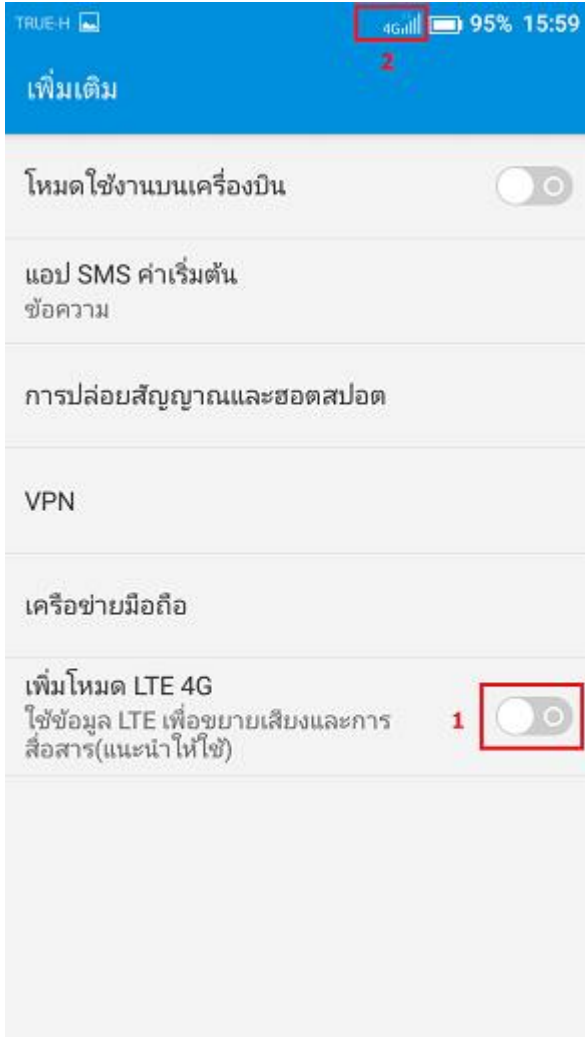 TRUE-H 4G 95% 15:59
2
เพิ่มเติม
โหมดใช้งานบนเครื่องบิน
แอป SMS ค่าเริ่มต้น
ข้อความ
การปล่อยสัญญาณและฮอตสปอต
VPN
เครือข่ายมือถือ
เพิ่มโหมด LTE 4G
ใช้ข้อมูล LTE เพื่อขยายเสียงและการ
สื่อสาร(แนะนำให้ใช้)
1